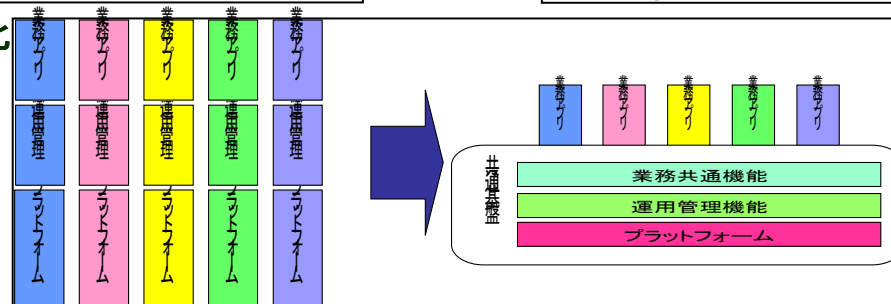 業務アプリ 業務アプリ 業務アプリ 業務アプリ 業務アプリ
運用管理 運用管理 運用管理 運用管理 運用管理
プラットフォーム プラットフォーム プラットフォーム プラットフォーム プラットフォーム
業務アプリ 業務アプリ 業務アプリ 業務アプリ 業務アプリ
共通基盤
業務共通機能
運用管理機能
プラットフォーム